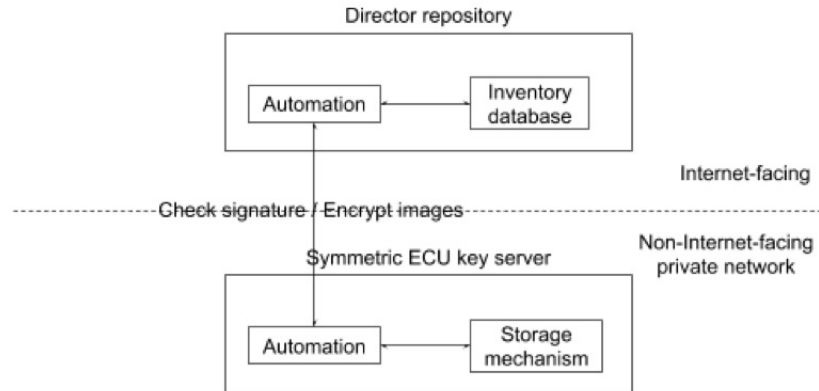 Director repository
Automation
Inventory
database
Internet-facing
Check signature / Encrypt images
Non-Internet-facing
private network
Symmetric ECU key server
Automation
Storage
mechanism